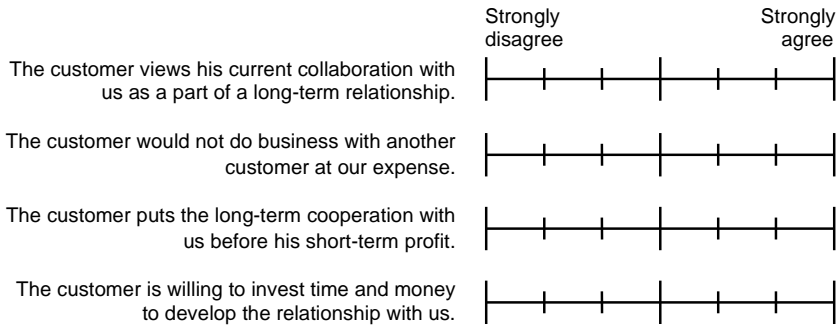 Strongly disagree
Strongly agree
The customer views his current collaboration with
us as a part of a long-term relationship.
The customer would not do business with another
customer at our expense.
The customer puts the long-term cooperation with
us before his short-term profit.
The customer is willing to invest time and money
to develop the relationship with us.